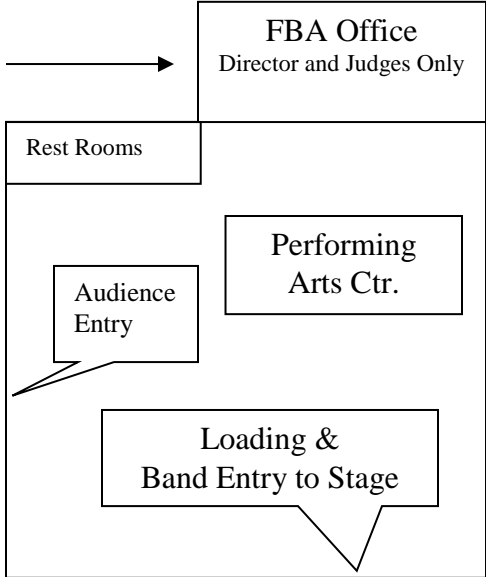 FBA Office
Director and Judges Only
Rest Rooms
Performing
Arts Ctr.
Audience
Entry
Loading &
Band Entry to Stage